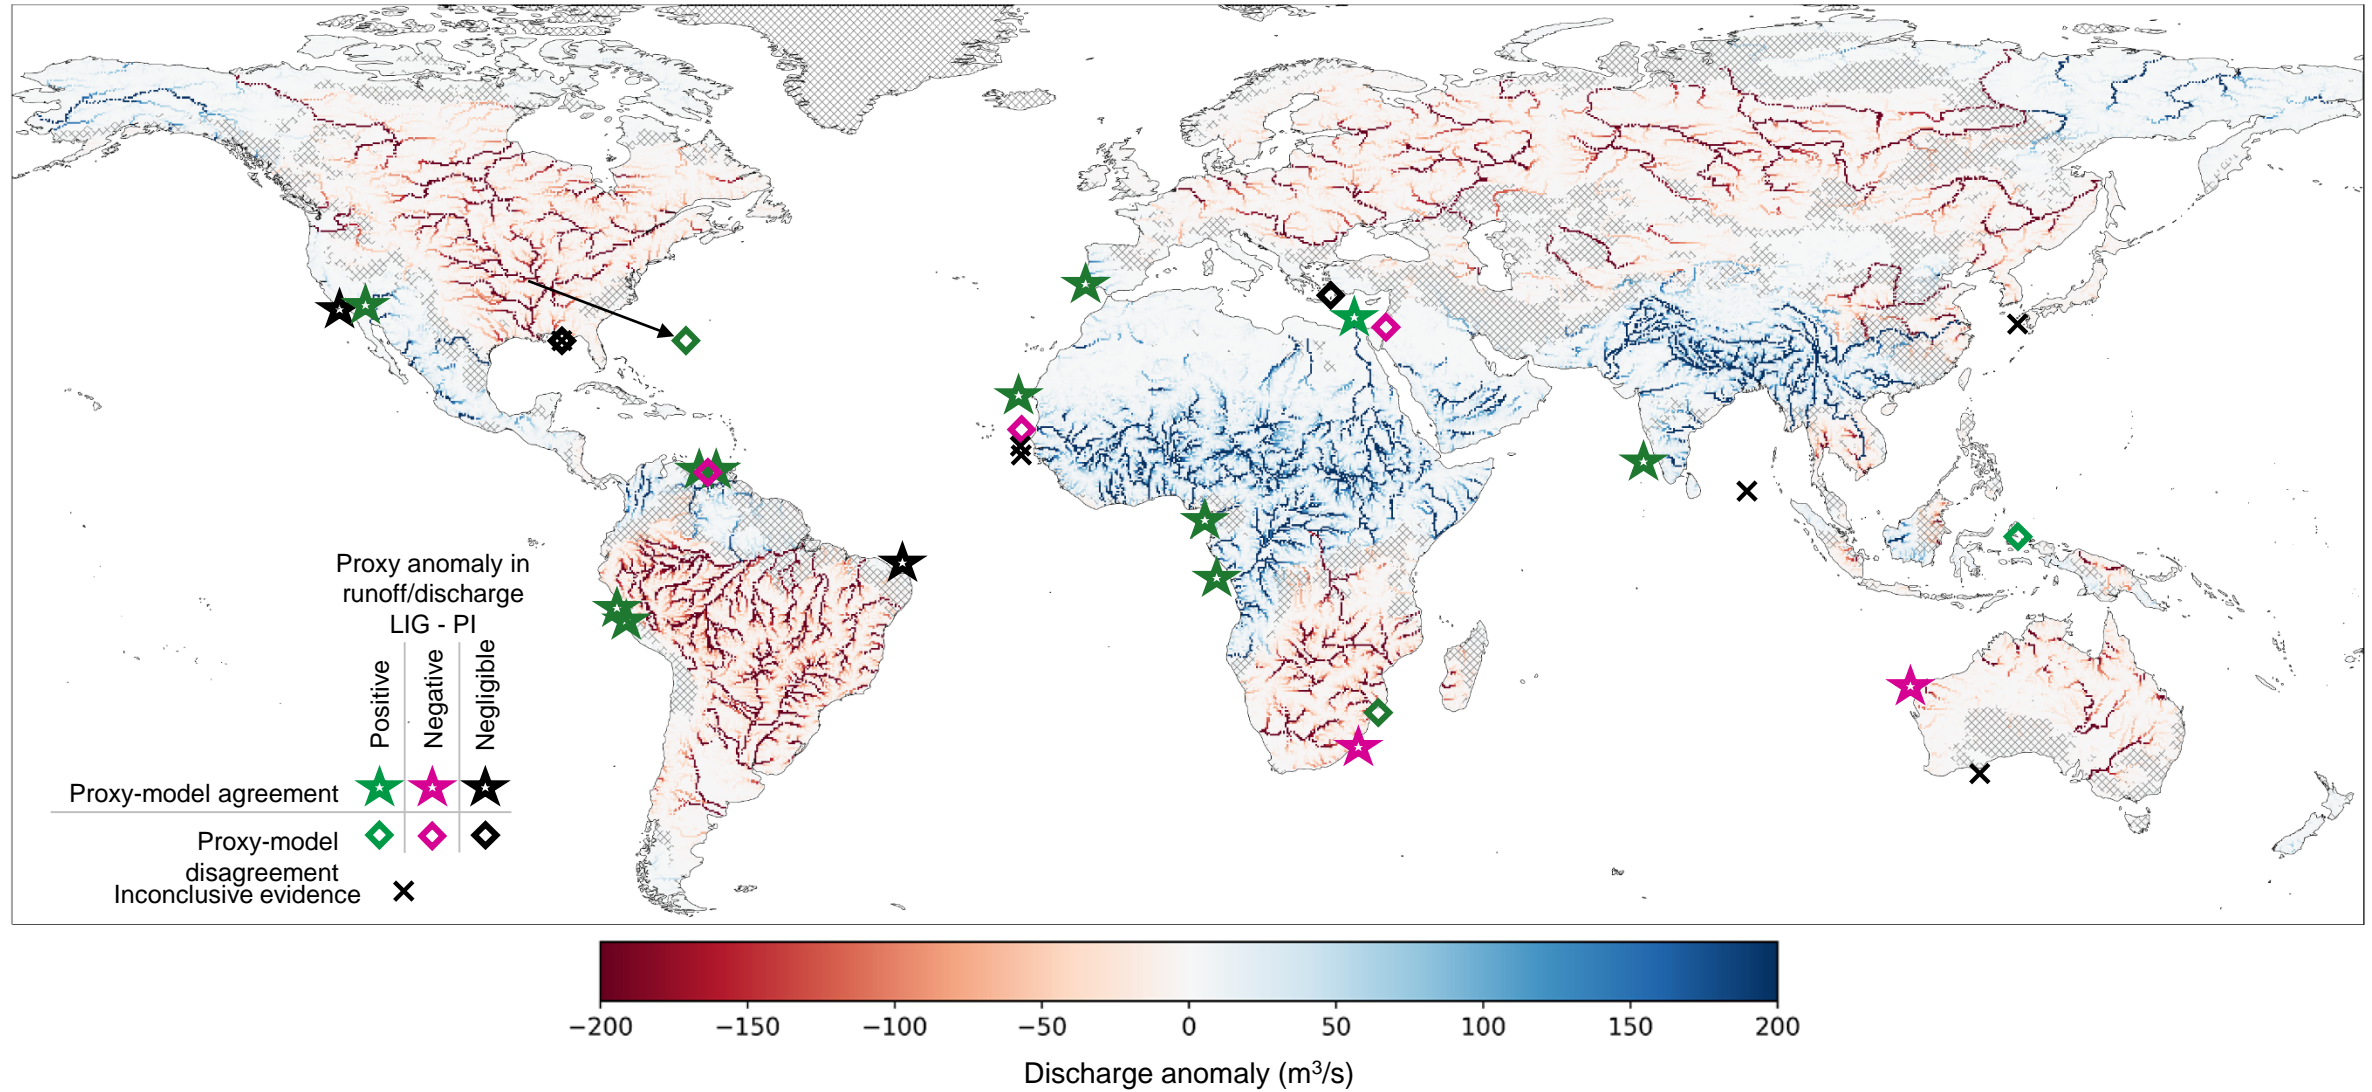 Proxy anomaly in
runoff/discharge
LIG - PI
Positive
Negative
Negligible
Proxy-model agreement
Proxy-model
disagreement
Inconclusive evidence
−200 −150 −100 −50 0 50 100 150 200
Discharge anomaly (m³/s)